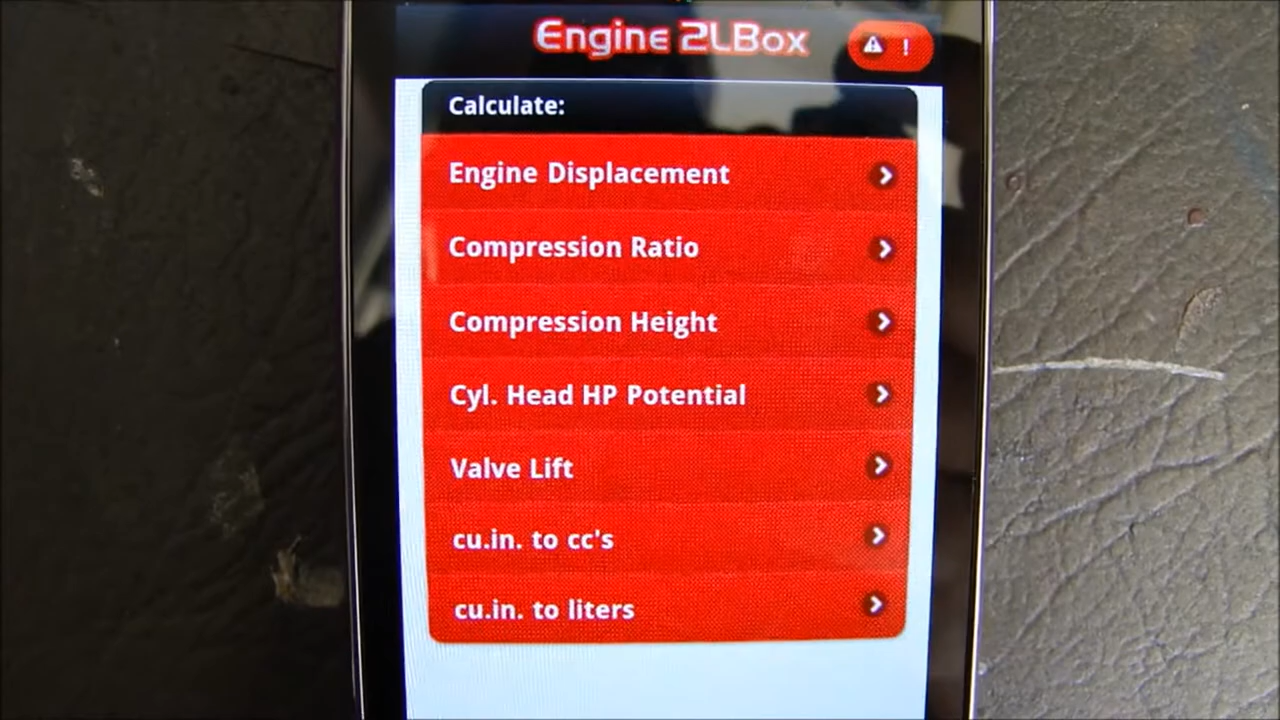 Engine 2LBox
!
Calculate:
Engine Displacement
Compression Ratio
Compression Height
Cyl. Head HP Potential
Valve Lift
cu.in. to cc's
cu.in. to liters